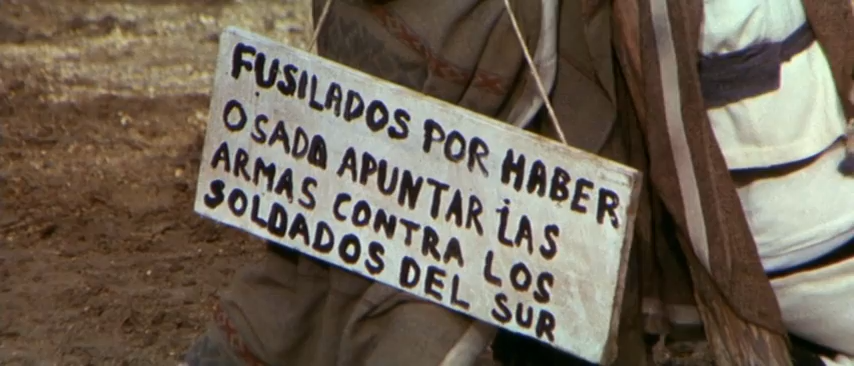 FUSILADOS POR HABER
OSADO APUNTAR LAS
ARMAS CONTRA LOS
SOLDADOS DEL SUR